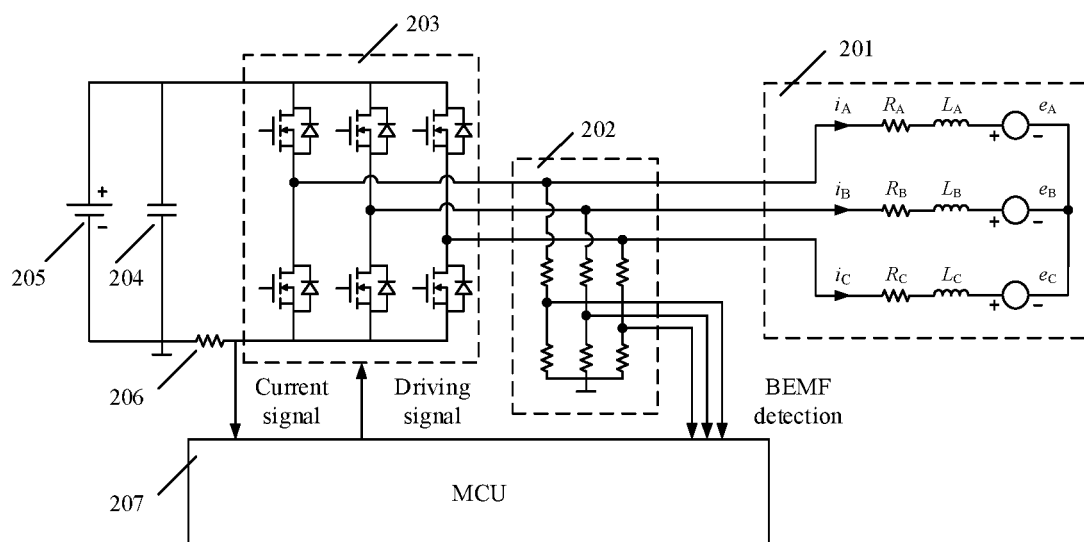 203
201
202
i_A R_A L_A e_A
+ -
i_B R_B L_B e_B
+ -
i_C R_C L_C e_C
+ -
+
-
205
204
206
Current
signal
Driving
signal
BEMF
detection
207
MCU